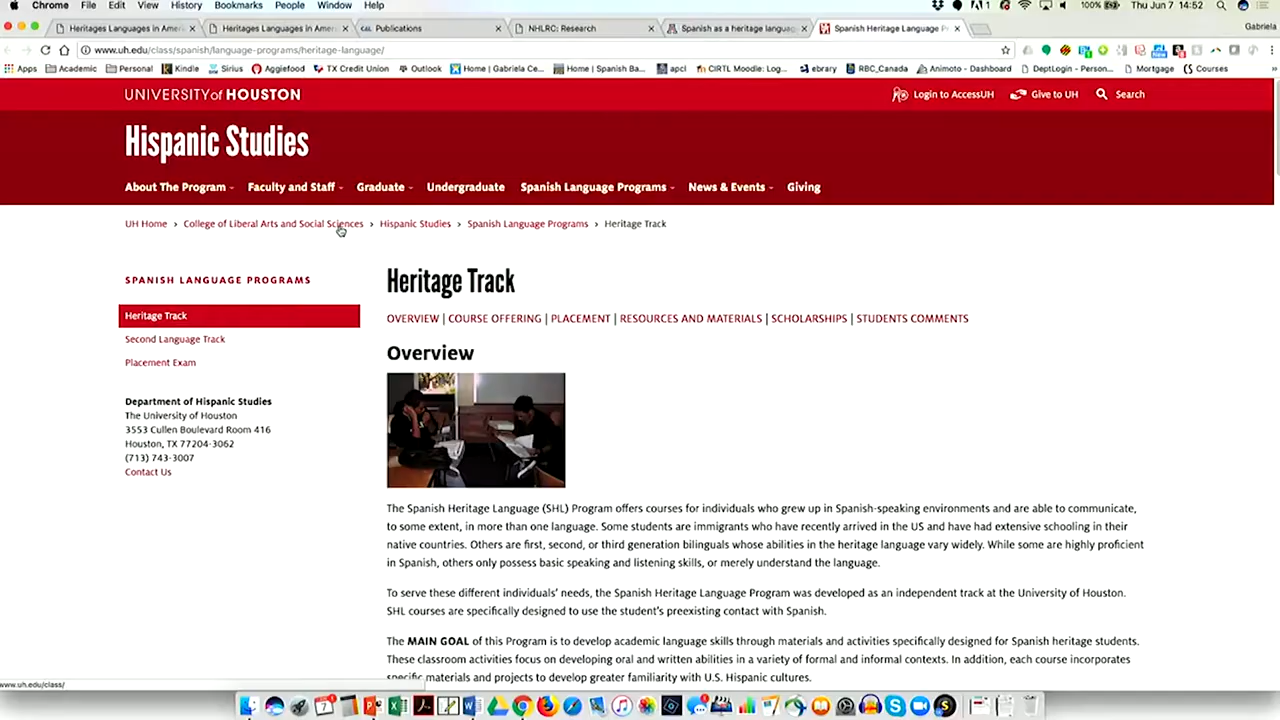 Chrome File Edit View History Bookmarks People Window Help
1 100% Thu Jun 7 14:52
Heritages Languages in Ameri
Heritages Languages in Ameri
CAL Publications
NHLRC: Research
Spanish as a heritage languag
Spanish Heritage Language P
Gabriela
www.uh.edu/class/spanish/language-programs/heritage-language/
Apps Academic Personal Kindle Sirius Aggiefood TX Credit Union Outlook Home | Gabriela Ce... Home | Spanish Ba... apcl CIRTL Moodle: Log... ebrary RBC_Canada Animoto - Dashboard DeptLogin - Person... Mortgage Courses
UNIVERSITY of HOUSTON
Login to AccessUH Give to UH Search
Hispanic Studies
About The Program Faculty and Staff Graduate Undergraduate Spanish Language Programs News & Events Giving
UH Home › College of Liberal Arts and Social Sciences › Hispanic Studies › Spanish Language Programs › Heritage Track
SPANISH LANGUAGE PROGRAMS
Heritage Track
Second Language Track
Placement Exam
Department of Hispanic Studies
The University of Houston
3553 Cullen Boulevard Room 416
Houston, TX 77204-3062
(713) 743-3007
Contact Us
Heritage Track
OVERVIEW | COURSE OFFERING | PLACEMENT | RESOURCES AND MATERIALS | SCHOLARSHIPS | STUDENTS COMMENTS
Overview
The Spanish Heritage Language (SHL) Program offers courses for individuals who grew up in Spanish-speaking environments and are able to communicate,
to some extent, in more than one language. Some students are immigrants who have recently arrived in the US and have had extensive schooling in their
native countries. Others are first, second, or third generation bilinguals whose abilities in the heritage language vary widely. While some are highly proficient
in Spanish, others only possess basic speaking and listening skills, or merely understand the language.
To serve these different individuals' needs, the Spanish Heritage Language Program was developed as an independent track at the University of Houston.
SHL courses are specifically designed to use the student's preexisting contact with Spanish.
The MAIN GOAL of this Program is to develop academic language skills through materials and activities specifically designed for Spanish heritage students.
These classroom activities focus on developing oral and written abilities in a variety of formal and informal contexts. In addition, each course incorporates
specific materials and projects to develop greater familiarity with U.S. Hispanic cultures.
www.uh.edu/class/